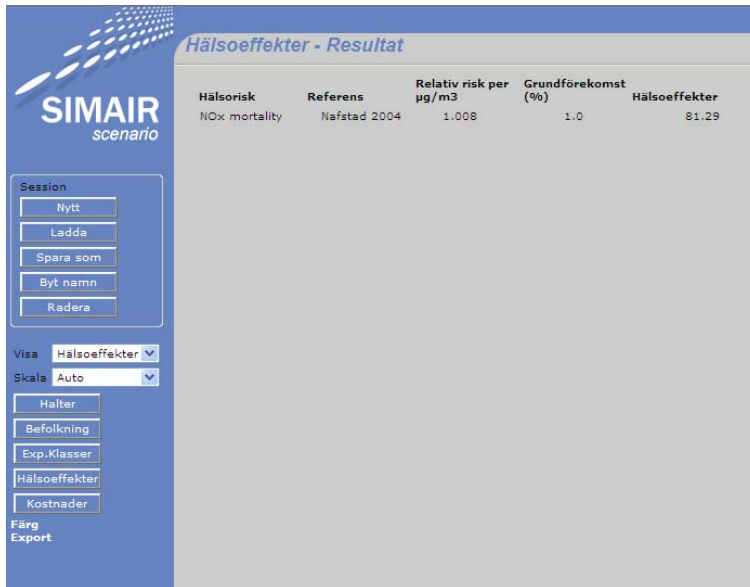 SIMAIR
scenario
Hälsoeffekter - Resultat
Hälsorisk Referens Relativ risk per µg/m3 Grundförekomst (%) Hälsoeffekter
NOx mortality Nafstad 2004 1.008 1.0 81.29
Session
Nytt
Ladda
Spara som
Byt namn
Radera
Visa Hälsoeffekter
Skala Auto
Halter
Befolkning
Exp.Klasser
Hälsoeffekter
Kostnader
Färg
Export